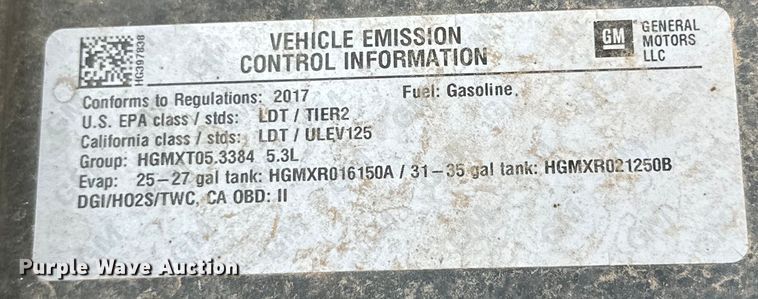 HG397838
VEHICLE EMISSION
CONTROL INFORMATION
GM
GENERAL
MOTORS
LLC
Conforms to Regulations: 2017 Fuel: Gasoline
U.S. EPA class / stds: LDT / TIER2
California class / stds: LDT / ULEV125
Group: HGMXT05.3384 5.3L
Evap: 25-27 gal tank: HGMXR016150A / 31-35 gal tank: HGMXR021250B
DGI/HO2S/TWC, CA OBD: II
Purple Wave Auction